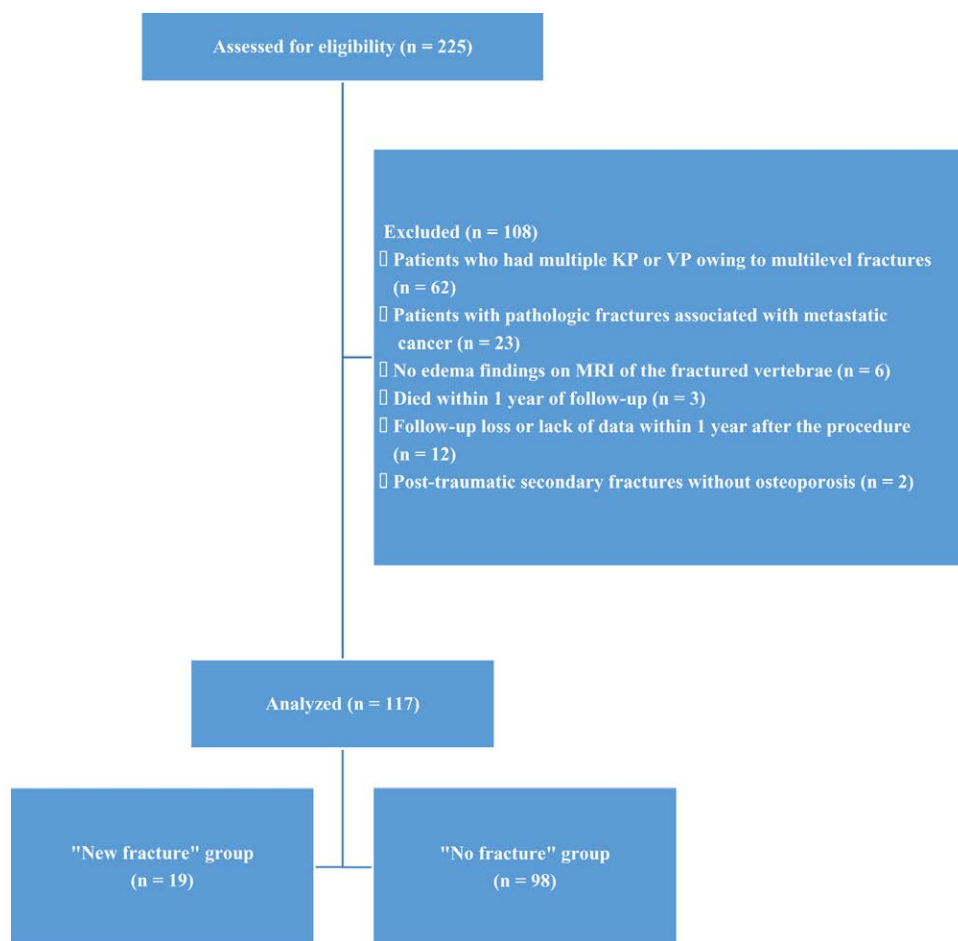 Assessed for eligibility (n = 225)
Excluded (n = 108)
▯ Patients who had multiple KP or VP owing to multilevel fractures
(n = 62)
▯ Patients with pathologic fractures associated with metastatic
cancer (n = 23)
▯ No edema findings on MRI of the fractured vertebrae (n = 6)
▯ Died within 1 year of follow-up (n = 3)
▯ Follow-up loss or lack of data within 1 year after the procedure
(n = 12)
▯ Post-traumatic secondary fractures without osteoporosis (n = 2)
Analyzed (n = 117)
"New fracture" group
(n = 19)
"No fracture" group
(n = 98)